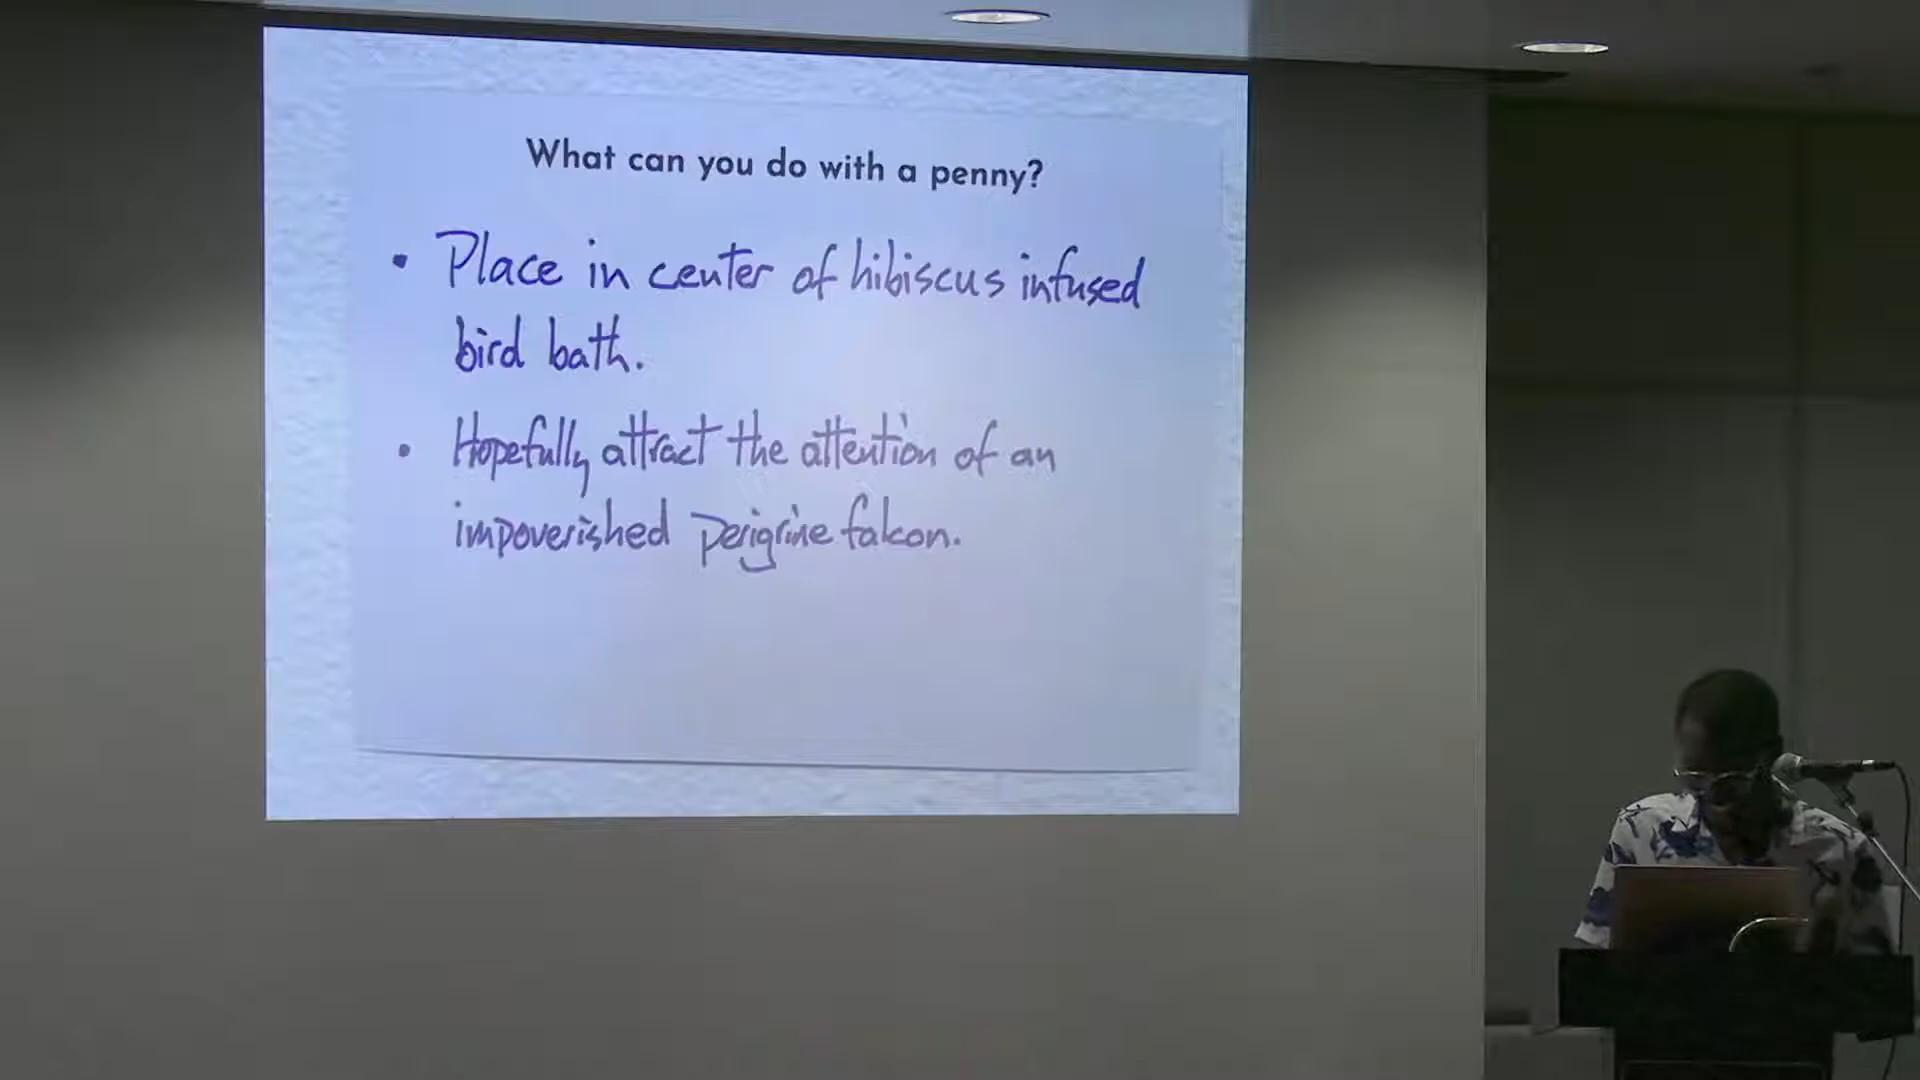 What can you do with a penny?
• Place in center of hibiscus infused
bird bath.
• Hopefully attract the attention of an
impoverished perigrine falcon.